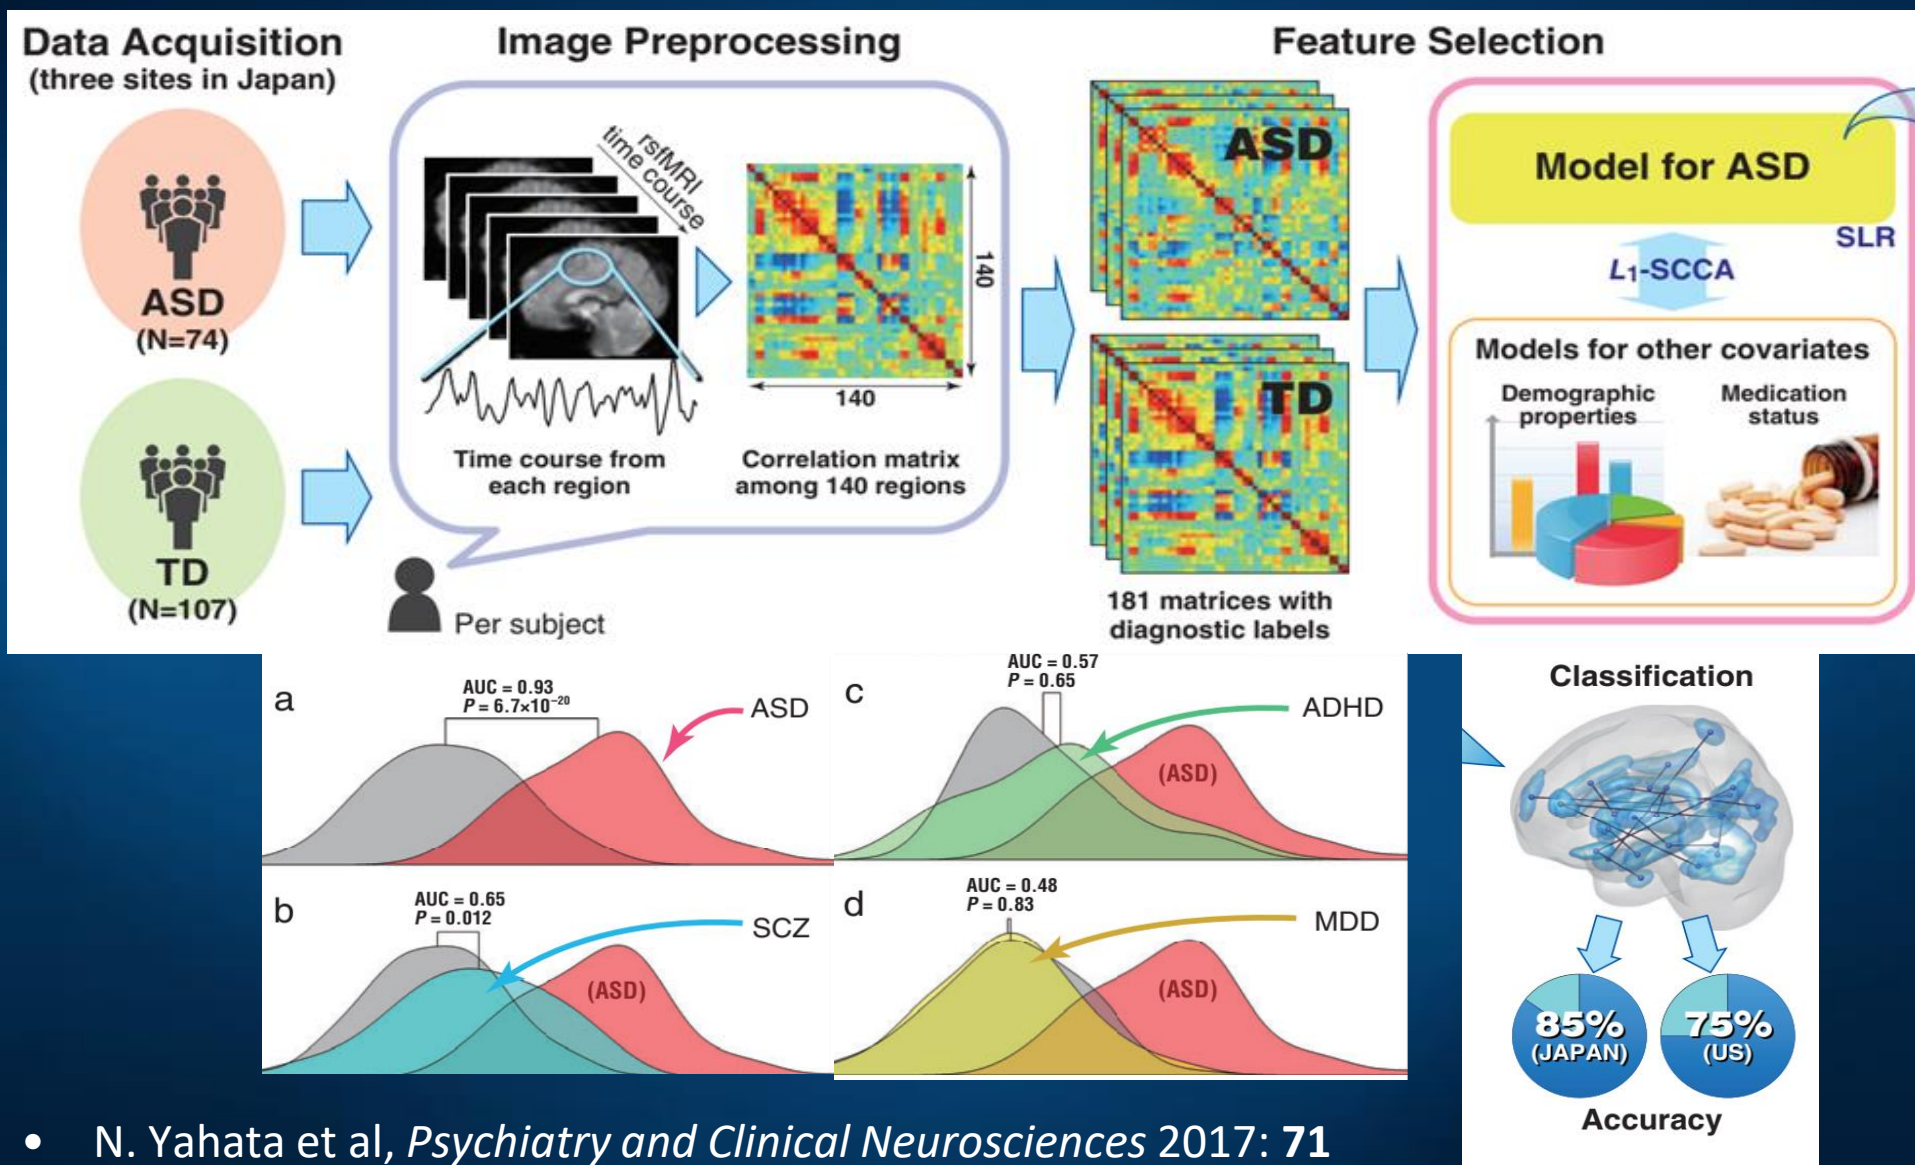 Data Acquisition
(three sites in Japan)
ASD
(N=74)
TD
(N=107)
Image Preprocessing
rsfMRI
time course
140
140
Time course from
each region
Correlation matrix
among 140 regions
Per subject
Feature Selection
ASD
TD
181 matrices with
diagnostic labels
Model for ASD
SLR
L1-SCCA
Models for other covariates
Demographic
properties
Medication
status
a
AUC = 0.93
P = 6.7×10⁻²⁰
ASD
b
AUC = 0.65
P = 0.012
SCZ
(ASD)
c
AUC = 0.57
P = 0.65
ADHD
(ASD)
d
AUC = 0.48
P = 0.83
MDD
(ASD)
Classification
85%
(JAPAN)
75%
(US)
Accuracy
• N. Yahata et al, Psychiatry and Clinical Neurosciences 2017: 71